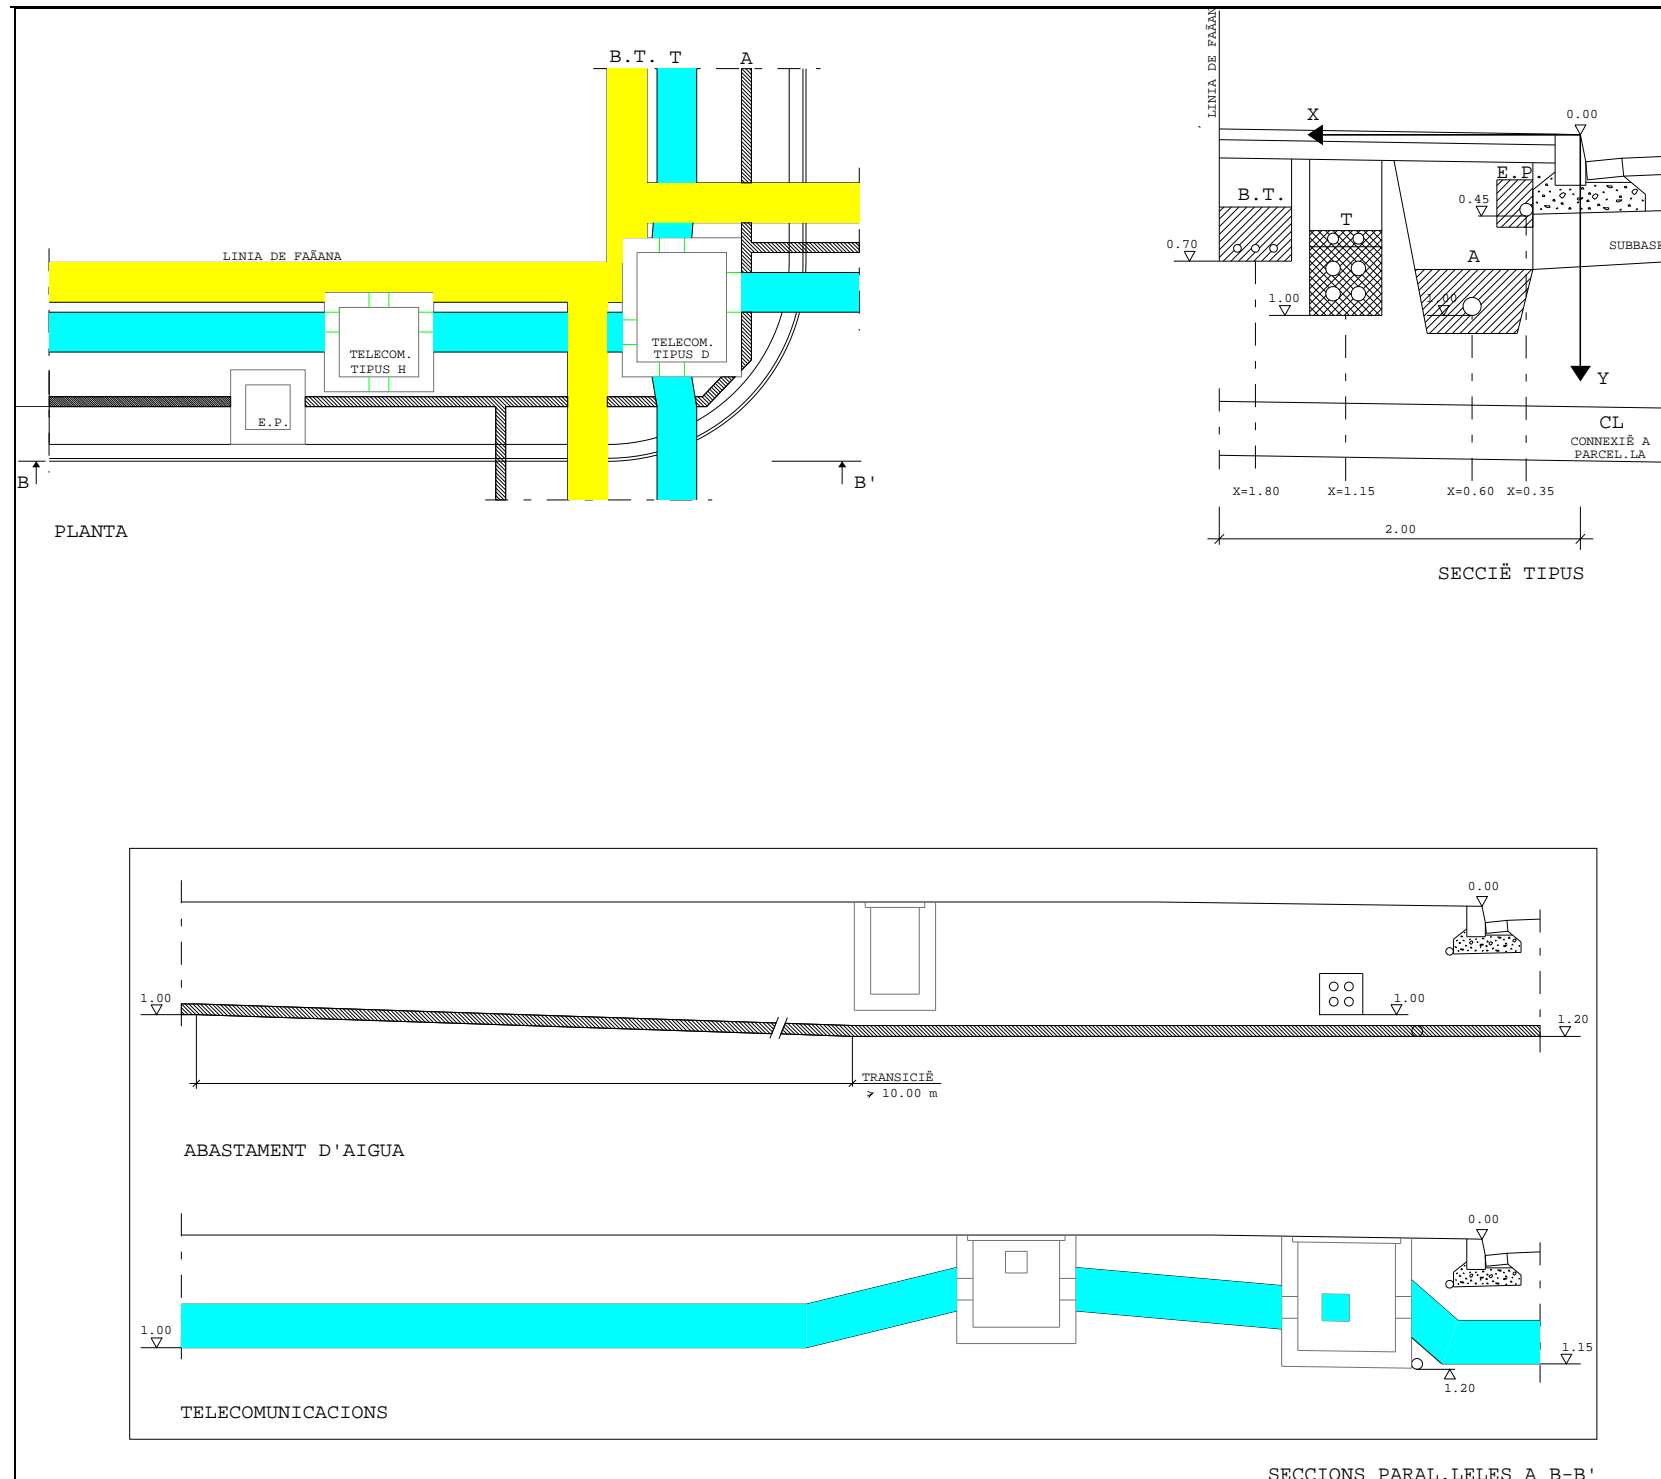 B.T. T A
LINIA DE FAÃANA
TELECOM.
TIPUS H
TELECOM.
TIPUS D
E.P.
B B'
PLANTA
LINIA DE FAÃAN
X
0.00
E.P
B.T.
0.45
T
0.70
SUBBASE
A
1.00
1.00
Y
CL
CONNEXIË A
PARCEL.LA
X=1.80 X=1.15 X=0.60 X=0.35
2.00
SECCIË TIPUS
0.00
1.00
1.00
1.20
TRANSICIË
> 10.00 m
ABASTAMENT D'AIGUA
0.00
1.00
1.15
1.20
TELECOMUNICACIONS
SECCIONS PARAL.LELES A B-B'